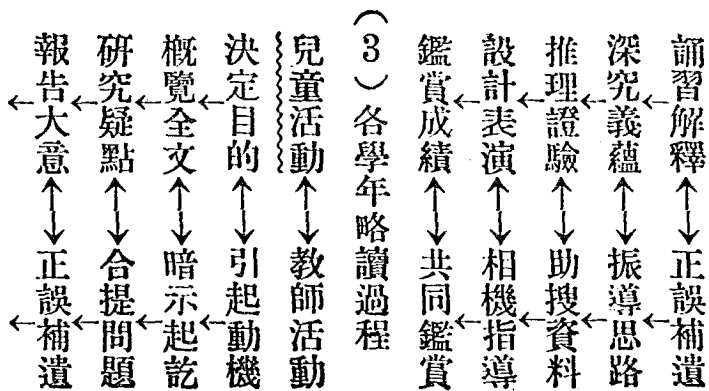 誦習解釋←→正誤補遺
深究義蘊←→振導思路
推理證驗←→助搜資料
設計表演←→相機指導
鑑賞成績←→共同鑑賞
(3)各學年略讀過程
兒童活動←→教師活動
決定目的←→引起動機
概覽全文←→暗示起訖
研究疑點←→合提問題
報告大意←→正誤補遺